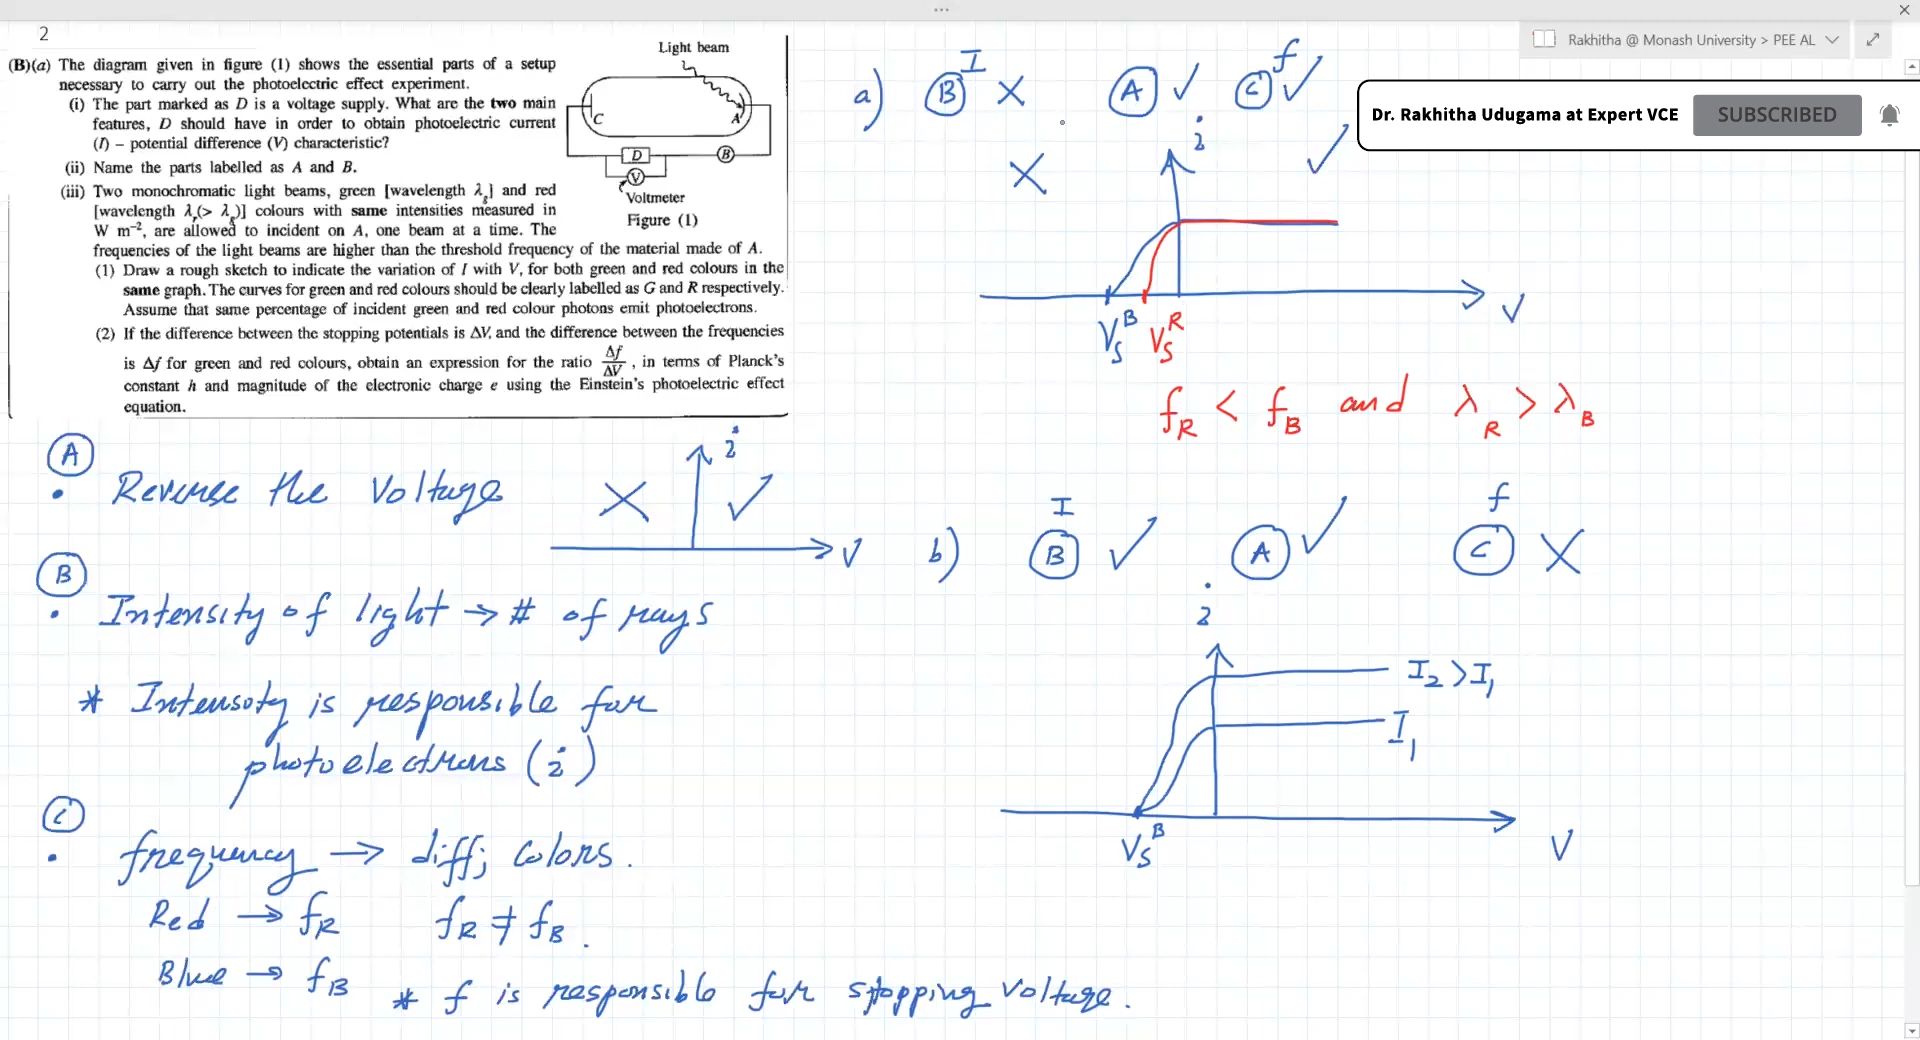 2
Rakhitha @ Monash University > PEE AL
Dr. Rakhitha Udugama at Expert VCE
SUBSCRIBED
(B)(a) The diagram given in figure (1) shows the essential parts of a setup
necessary to carry out the photoelectric effect experiment.
(i) The part marked as D is a voltage supply. What are the two main
features, D should have in order to obtain photoelectric current
(I) – potential difference (V) characteristic?
(ii) Name the parts labelled as A and B.
(iii) Two monochromatic light beams, green [wavelength λg] and red
[wavelength λr(> λg)] colours with same intensities measured in
W m⁻², are allowed to incident on A, one beam at a time. The
frequencies of the light beams are higher than the threshold frequency of the material made of A.
(1) Draw a rough sketch to indicate the variation of I with V, for both green and red colours in the
same graph. The curves for green and red colours should be clearly labelled as G and R respectively.
Assume that same percentage of incident green and red colour photons emit photoelectrons.
(2) If the difference between the stopping potentials is ΔV, and the difference between the frequencies
is Δf for green and red colours, obtain an expression for the ratio Δf/ΔV, in terms of Planck's
constant h and magnitude of the electronic charge e using the Einstein's photoelectric effect
equation.
Light beam
C
A
D
B
V
Voltmeter
Figure (1)
A
• Reverse the Voltage
i
V
B
• Intensity of light → # of rays
* Intensoty is responsible for
photoelectrons (i)
C
• frequency → diff; colors.
Red → fR fR ≠ fB.
Blue → fB
* f is responsible for stopping voltage.
a) B I X A ✓ C f ✓
i
V
VsB VsR
fR < fB and λR > λB
b) B I ✓ A ✓ C f X
i
I2 > I1
I1
VsB
V